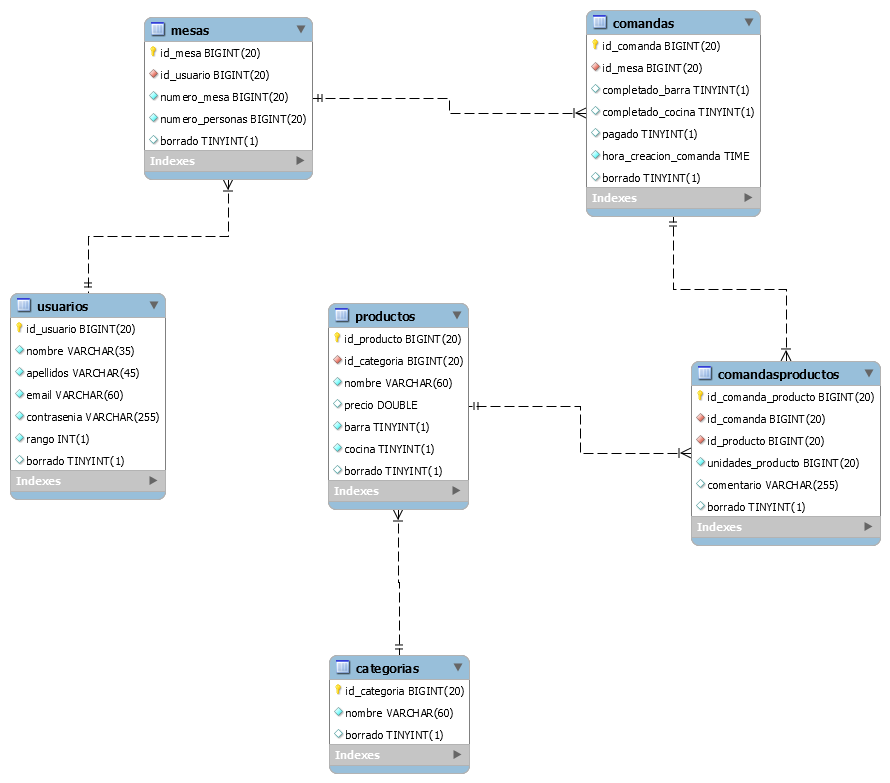 mesas
id_mesa BIGINT(20)
id_usuario BIGINT(20)
numero_mesa BIGINT(20)
numero_personas BIGINT(20)
borrado TINYINT(1)
Indexes
comandas
id_comanda BIGINT(20)
id_mesa BIGINT(20)
completado_barra TINYINT(1)
completado_cocina TINYINT(1)
pagado TINYINT(1)
hora_creacion_comanda TIME
borrado TINYINT(1)
Indexes
usuarios
id_usuario BIGINT(20)
nombre VARCHAR(35)
apellidos VARCHAR(45)
email VARCHAR(60)
contrasenia VARCHAR(255)
rango INT(1)
borrado TINYINT(1)
Indexes
productos
id_producto BIGINT(20)
id_categoria BIGINT(20)
nombre VARCHAR(60)
precio DOUBLE
barra TINYINT(1)
cocina TINYINT(1)
borrado TINYINT(1)
Indexes
comandasproductos
id_comanda_producto BIGINT(20)
id_comanda BIGINT(20)
id_producto BIGINT(20)
unidades_producto BIGINT(20)
comentario VARCHAR(255)
borrado TINYINT(1)
Indexes
categorias
id_categoria BIGINT(20)
nombre VARCHAR(60)
borrado TINYINT(1)
Indexes